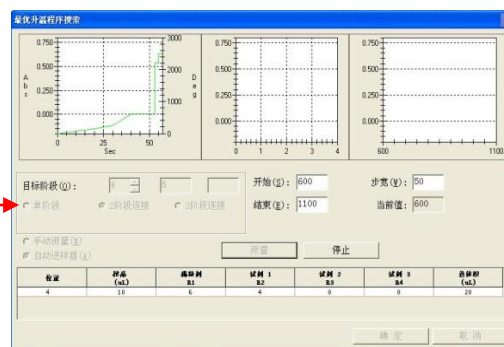 最优升温程序搜索
0.750 3000 0.750 0.750
0.500 2000 0.500 0.500
Abs Deg
0.250 1000 0.250 0.250
0.000 0 0.000 0.000
0 25 50 0 1 2 3 4 600 1100
Sec
目标阶段(O): 6 5 开始(S): 600 步宽(W): 50
单阶段 2阶段连接 3阶段连接 结束(E): 1100 当前值: 600
手动测量(M)
自动进样器(A) 测量 停止
位置 样品 稀释剂 试剂 1 试剂 2 试剂 3 总体积
(uL) R1 R2 R3 R4 (uL)
4 10 6 4 0 0 20
确定 取消